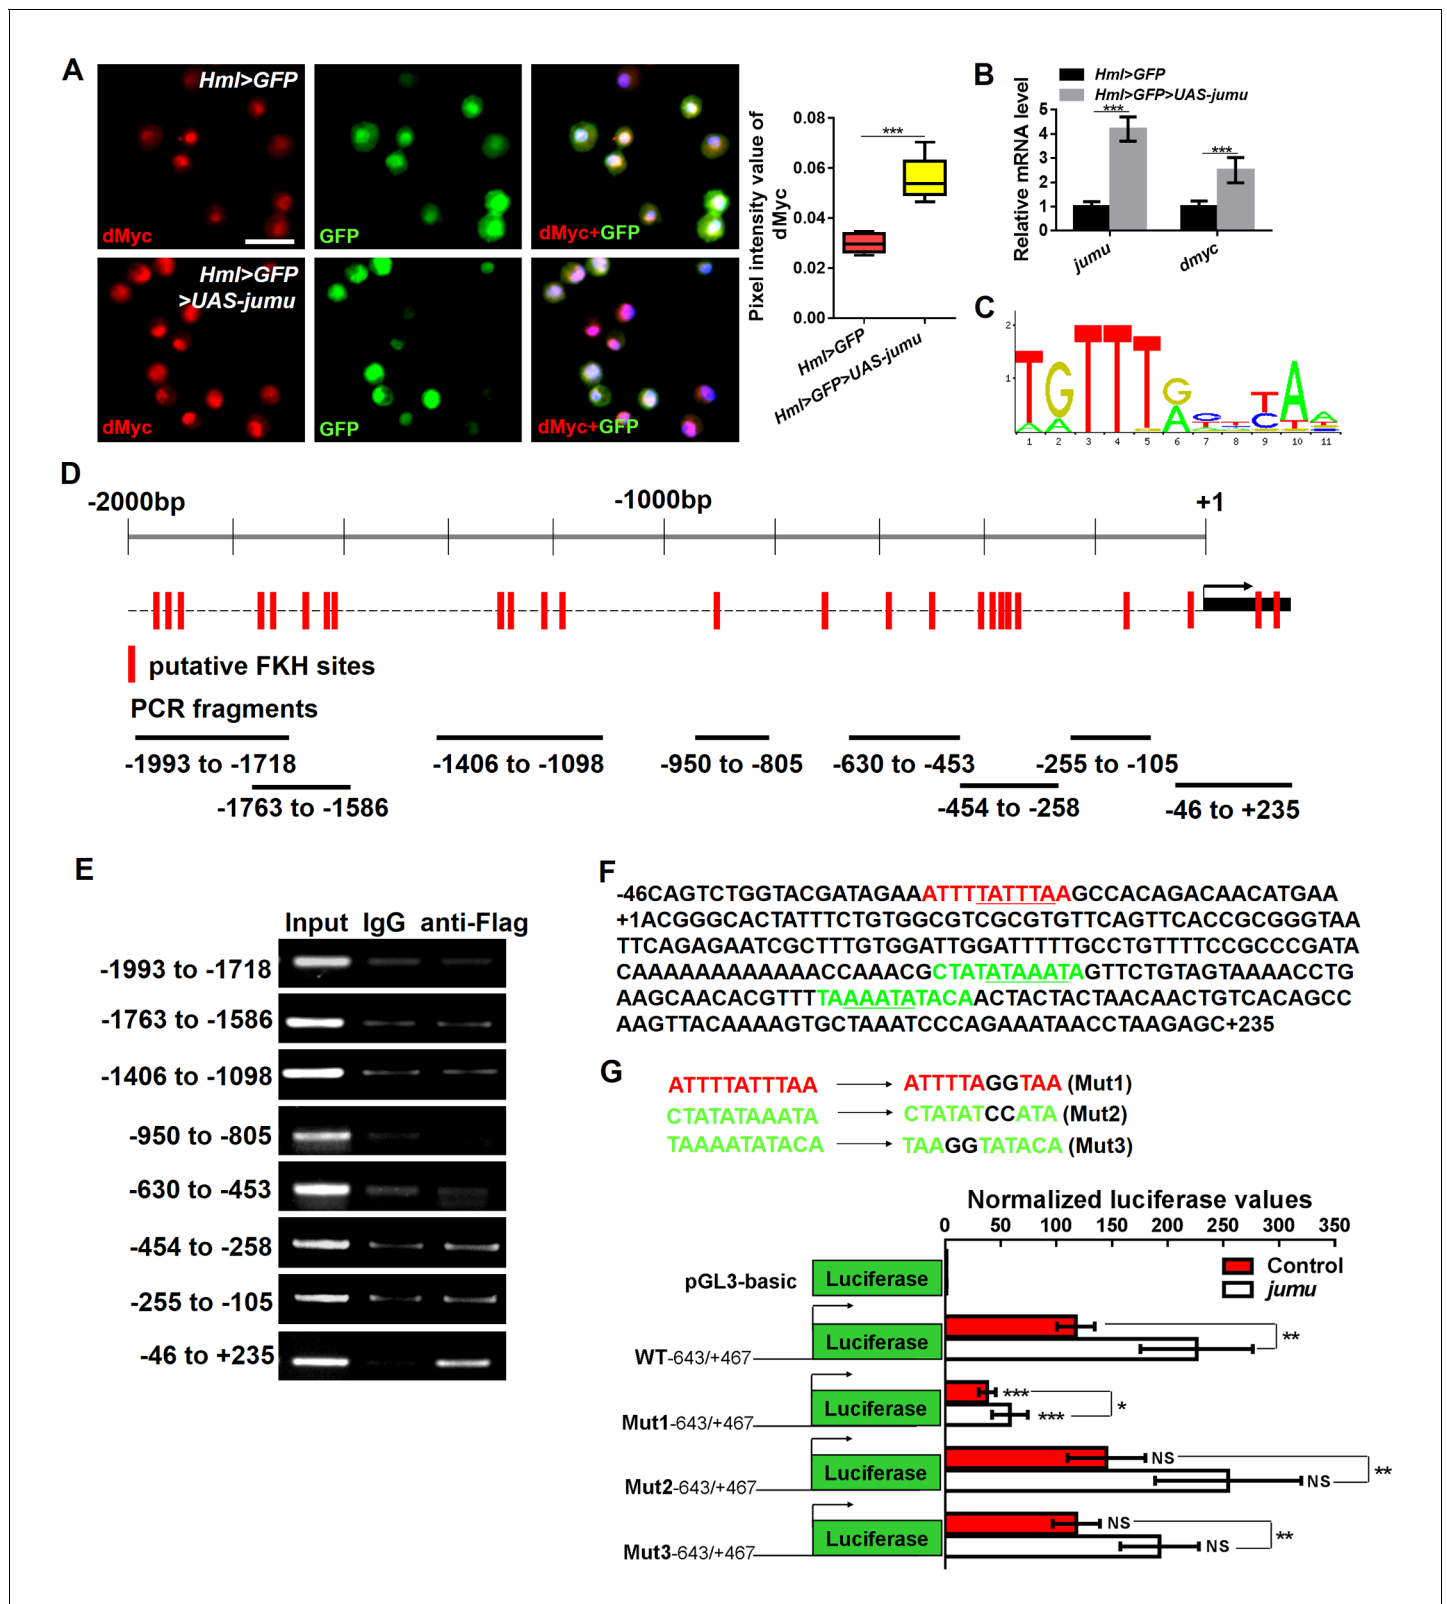 A
Hml>GFP
dMyc
GFP
dMyc+GFP
Hml>GFP
>UAS-jumu
dMyc
GFP
dMyc+GFP
Pixel intensity value of
dMyc
0.08
0.06
0.04
0.02
0.00
***
Hml>GFP
Hml>GFP>UAS-jumu
B
Hml>GFP
Hml>GFP>UAS-jumu
Relative mRNA level
5
4
3
2
1
0
***
***
jumu
dmyc
C
2
1
1 2 3 4 5 6 7 8 9 10 11
D
-2000bp -1000bp +1
putative FKH sites
PCR fragments
-1993 to -1718 -1406 to -1098 -950 to -805 -630 to -453 -255 to -105
-1763 to -1586 -454 to -258 -46 to +235
E
Input IgG anti-Flag
-1993 to -1718
-1763 to -1586
-1406 to -1098
-950 to -805
-630 to -453
-454 to -258
-255 to -105
-46 to +235
F
-46CAGTCTGGTACGATAGAAATTTTATTTAAGCCACAGACAACATGAA
+1ACGGGCACTATTTCTGTGGCGTCGCGTGTTCAGTTCACCGCGGGTAA
TTCAGAGAATCGCTTTGTGGATTGGATTTTTGCCTGTTTTCCGCCCGATA
CAAAAAAAAAAAACCAAACGCTATATAAATAGTTCTGTAGTAAAACCTG
AAGCAACACGTTTTAAAATATACAACTACTACTAACAACTGTCACAGCC
AAGTTACAAAAGTGCTAAATCCCAGAAATAACCTAAGAGC+235
G
ATTTTATTTAA ATTTTAGGTAA (Mut1)
CTATATAAATA CTATATCCATA (Mut2)
TAAAATATACA TAAGGTATACA (Mut3)
Normalized luciferase values
0 50 100 150 200 250 300 350
Control
jumu
pGL3-basic Luciferase
Luciferase
WT-643/+467
**
Luciferase
Mut1-643/+467
***
***
*
Luciferase
Mut2-643/+467
NS
NS
**
Luciferase
Mut3-643/+467
NS
NS
**